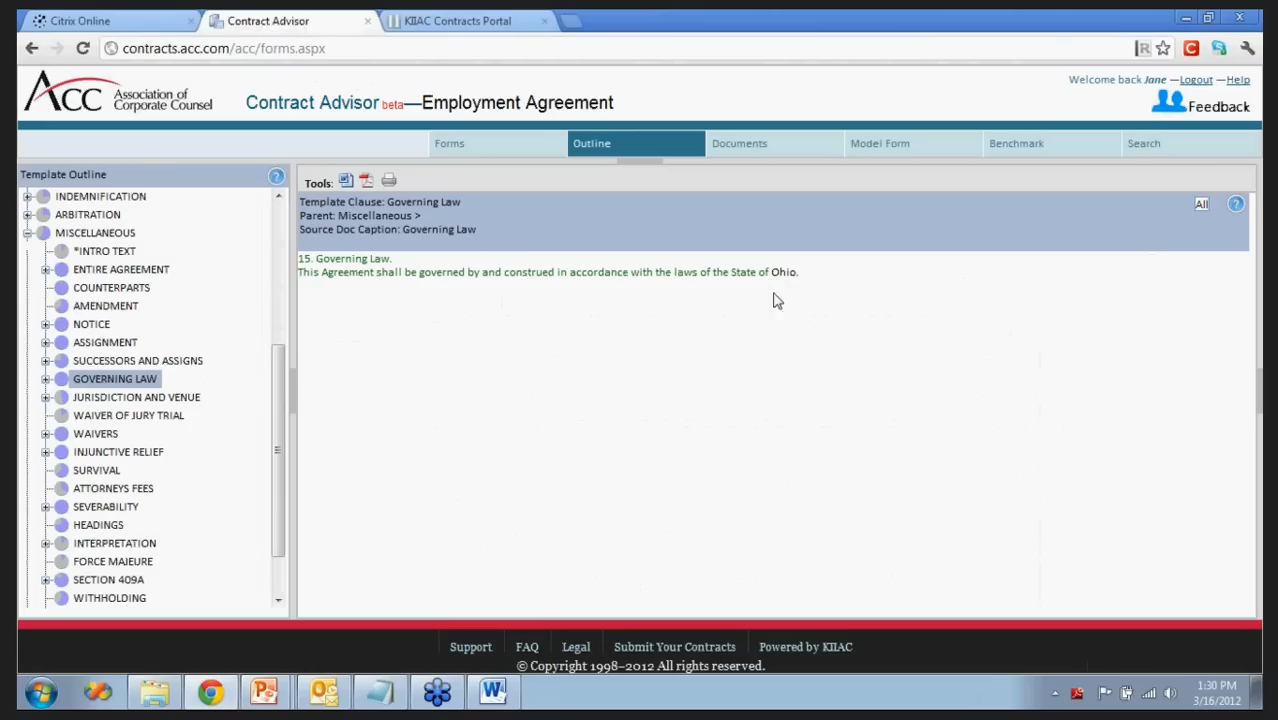 Citrix Online
Contract Advisor
KIIAC Contracts Portal
contracts.acc.com/acc/forms.aspx
ACC Association of
Corporate Counsel
Contract Advisor beta—Employment Agreement
Welcome back Jane —Logout —Help
Feedback
Forms
Outline
Documents
Model Form
Benchmark
Search
Template Outline
?
INDEMNIFICATION
ARBITRATION
MISCELLANEOUS
*INTRO TEXT
ENTIRE AGREEMENT
COUNTERPARTS
AMENDMENT
NOTICE
ASSIGNMENT
SUCCESSORS AND ASSIGNS
GOVERNING LAW
JURISDICTION AND VENUE
WAIVER OF JURY TRIAL
WAIVERS
INJUNCTIVE RELIEF
SURVIVAL
ATTORNEYS FEES
SEVERABILITY
HEADINGS
INTERPRETATION
FORCE MAJEURE
SECTION 409A
WITHHOLDING
Tools:
Template Clause: Governing Law
Parent: Miscellaneous >
Source Doc Caption: Governing Law
All
?
15. Governing Law.
This Agreement shall be governed by and construed in accordance with the laws of the State of Ohio.
Support
FAQ
Legal
Submit Your Contracts
Powered by KIIAC
© Copyright 1998–2012 All rights reserved.
1:30 PM
3/16/2012